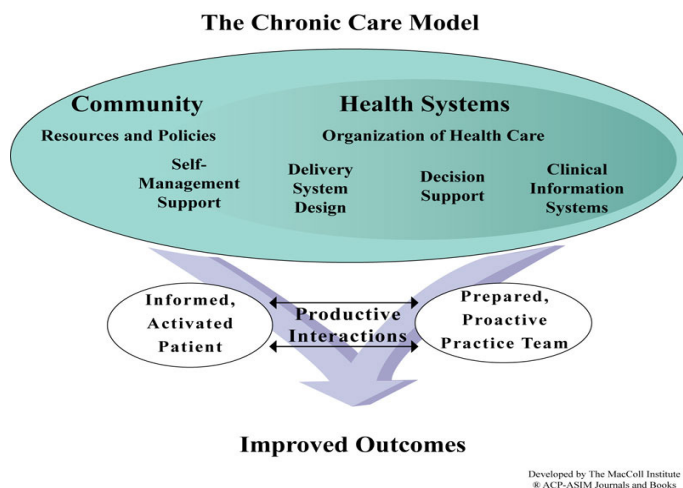 The Chronic Care Model
Community
Health Systems
Resources and Policies
Organization of Health Care
Self-
Management
Support
Delivery
System
Design
Decision
Support
Clinical
Information
Systems
Informed,
Activated
Patient
Productive
Interactions
Prepared,
Proactive
Practice Team
Improved Outcomes
Developed by The MacColl Institute
® ACP-ASIM Journals and Books